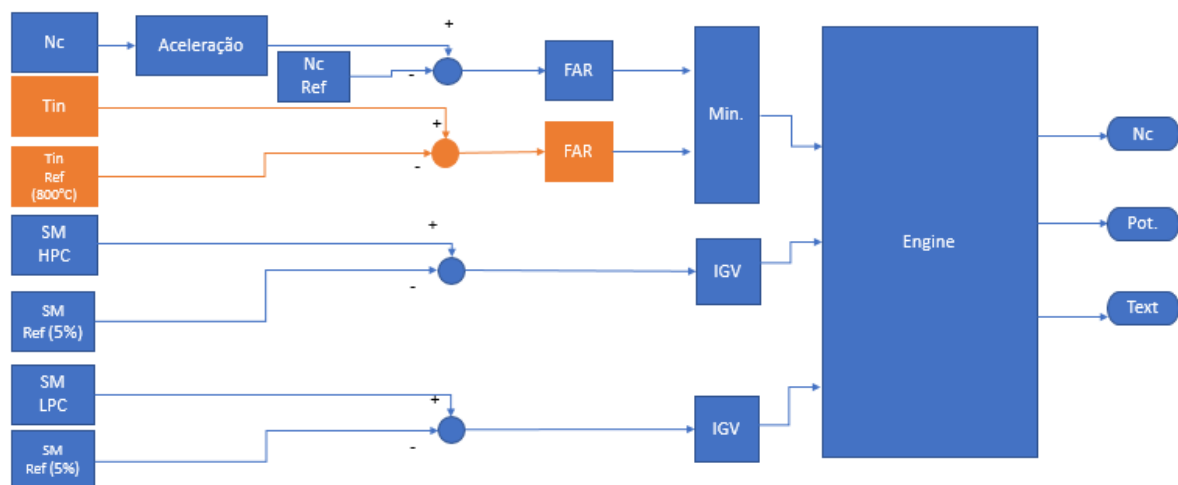 Nc
Aceleração
+
Nc
Ref
-
FAR
Min.
Tin
+
-
FAR
Tin
Ref
(800°C)
SM
HPC
+
-
IGV
SM
Ref (5%)
SM
LPC
+
-
IGV
SM
Ref (5%)
Engine
Nc
Pot.
Text